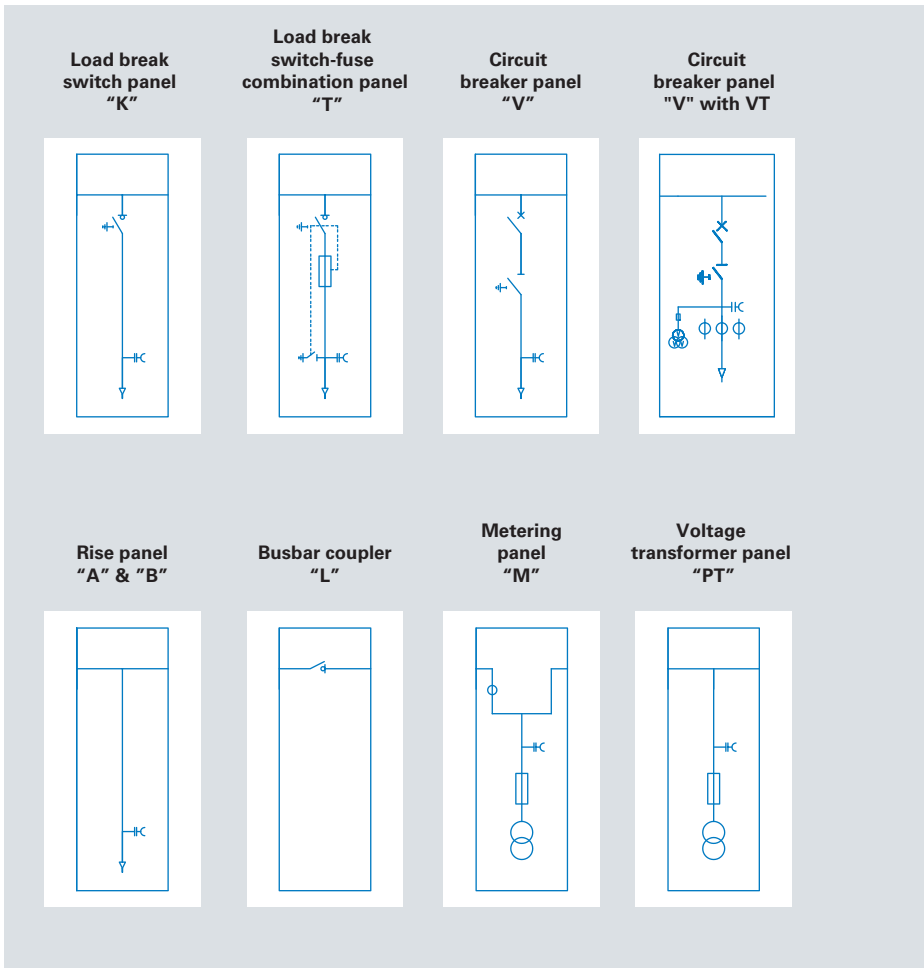 Load break
switch panel
“K”
Load break
switch-fuse
combination panel
“T”
Circuit
breaker panel
“V”
Circuit
breaker panel
"V" with VT
Rise panel
“A” & ”B”
Busbar coupler
“L”
Metering
panel
“M”
Voltage
transformer panel
“PT”